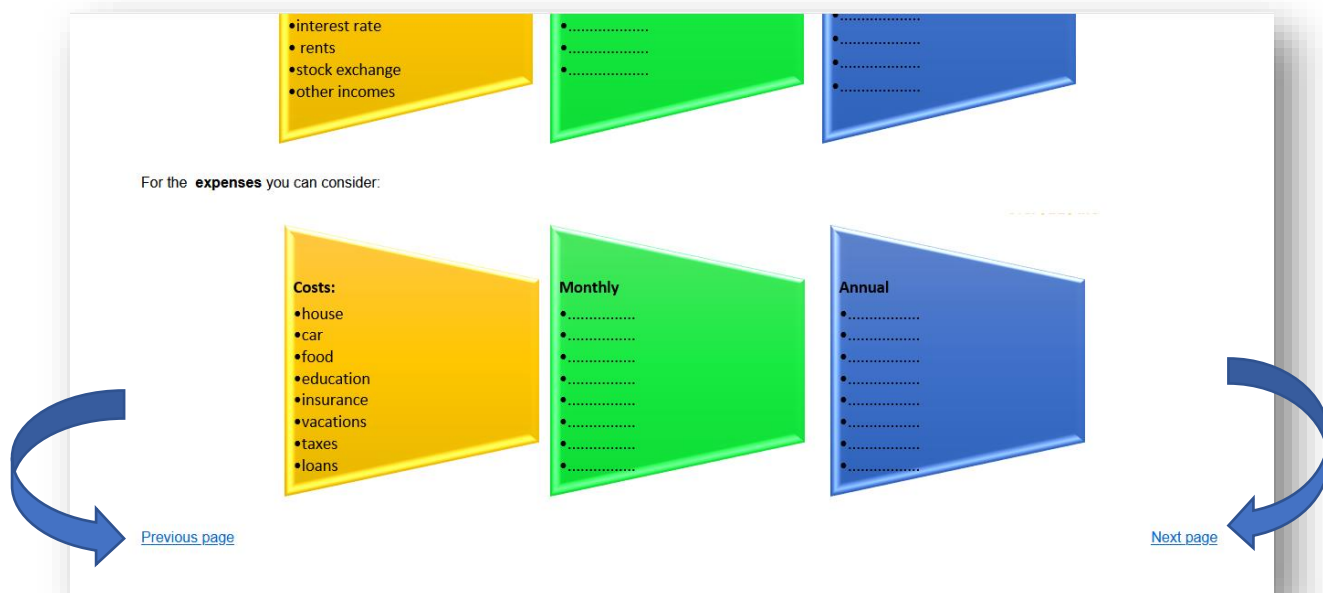 •interest rate
• rents
•stock exchange
•other incomes
•...................
•...................
•...................
•...................
•...................
•...................
•...................
For the expenses you can consider:
Costs:
•house
•car
•food
•education
•insurance
•vacations
•taxes
•loans
Monthly
•................
•................
•................
•................
•................
•................
•................
•................
Annual
•.................
•.................
•.................
•.................
•.................
•.................
•.................
•.................
Previous page
Next page